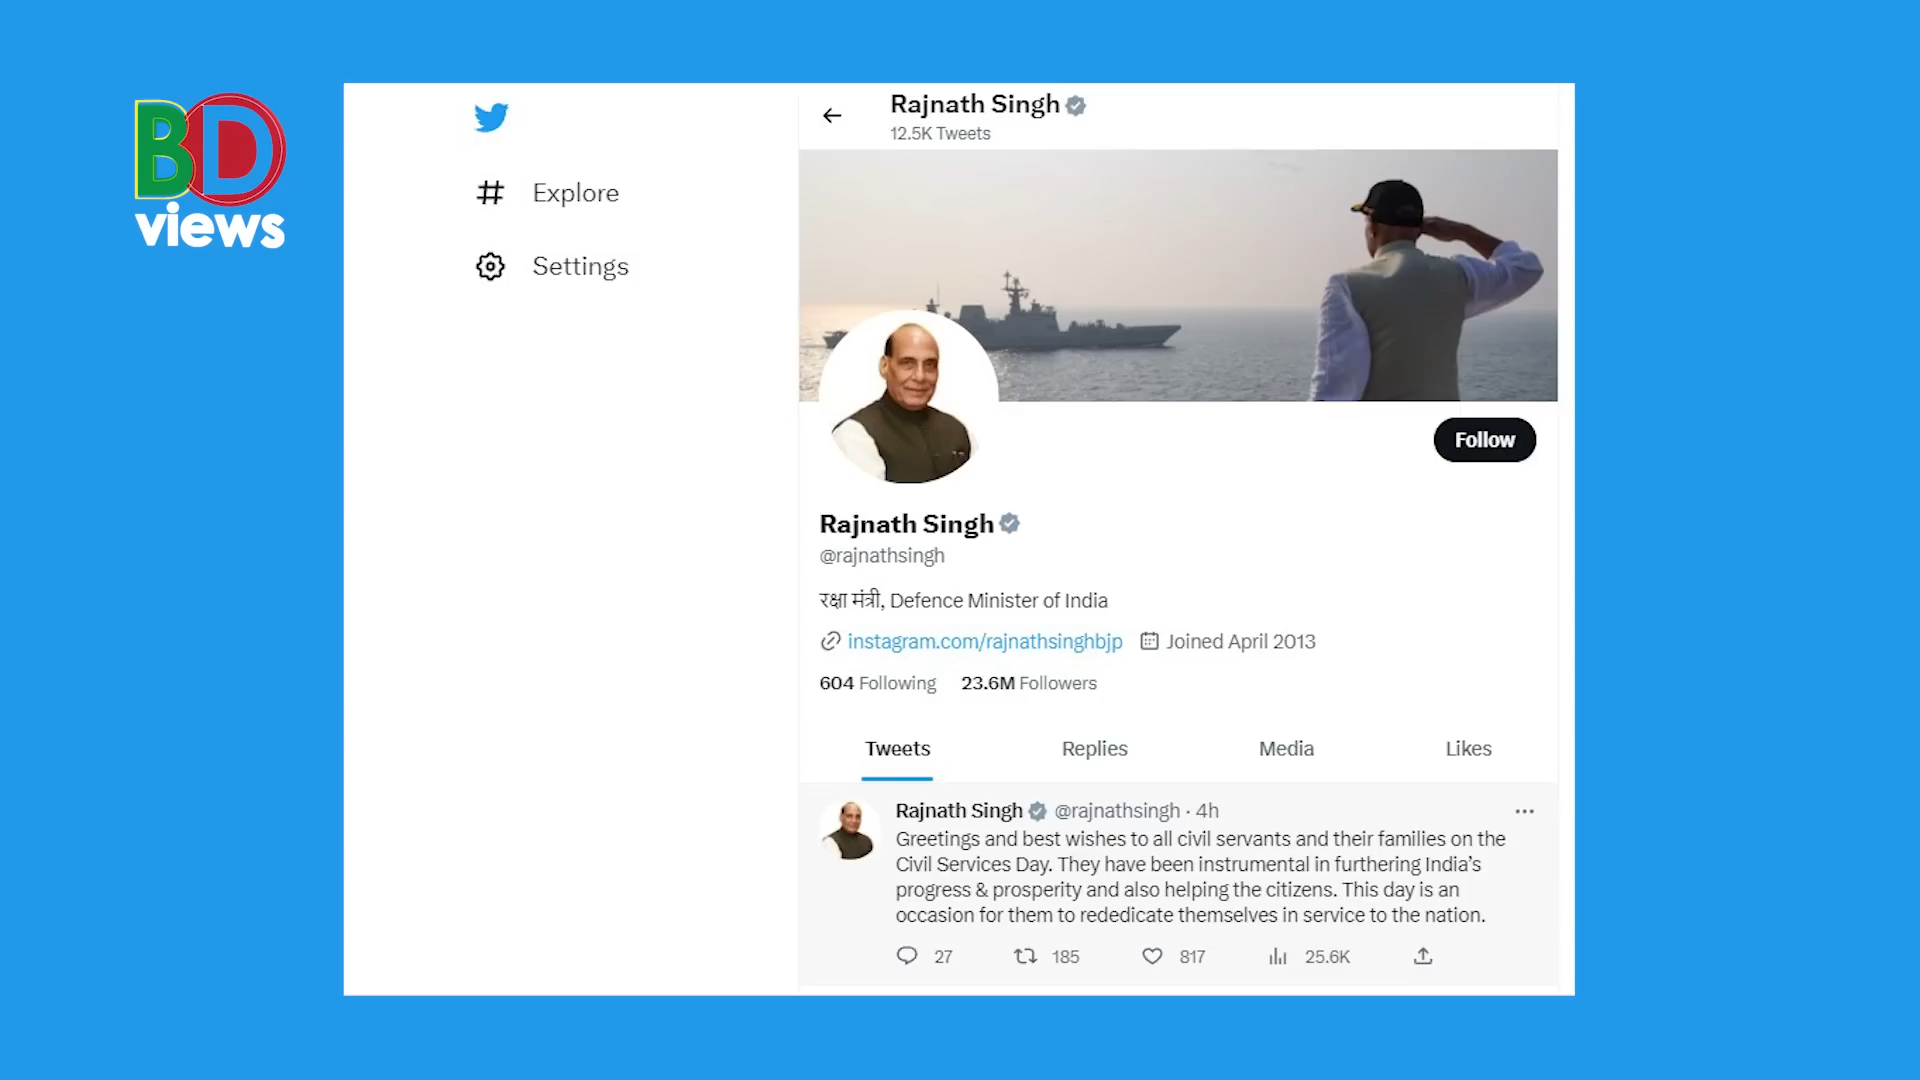 BD
views
Explore
Settings
Rajnath Singh
12.5K Tweets
Follow
Rajnath Singh
@rajnathsingh
रक्षा मंत्री, Defence Minister of India
instagram.com/rajnathsinghbjp Joined April 2013
604 Following 23.6M Followers
Tweets Replies Media Likes
Rajnath Singh @rajnathsingh · 4h
Greetings and best wishes to all civil servants and their families on the
Civil Services Day. They have been instrumental in furthering India's
progress & prosperity and also helping the citizens. This day is an
occasion for them to rededicate themselves in service to the nation.
27 185 817 25.6K